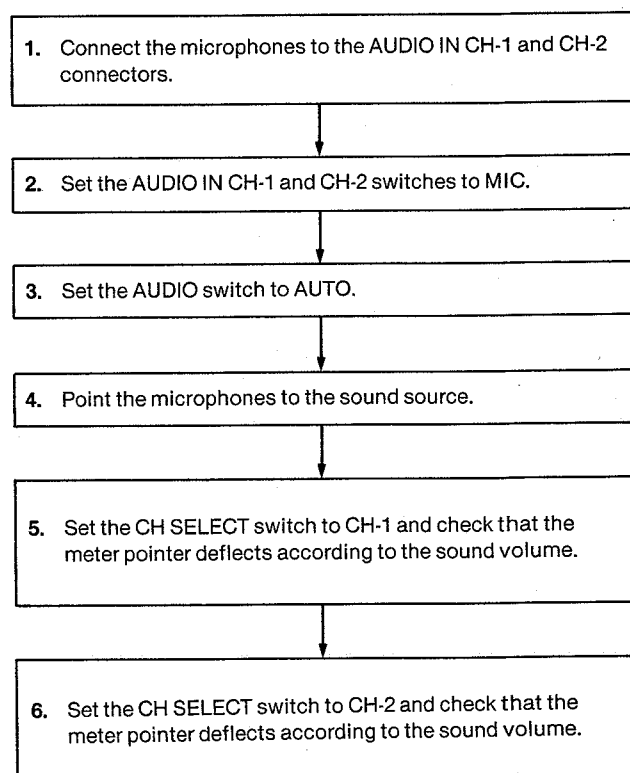 1. Connect the microphones to the AUDIO IN CH-1 and CH-2
connectors.
2. Set the AUDIO IN CH-1 and CH-2 switches to MIC.
3. Set the AUDIO switch to AUTO.
4. Point the microphones to the sound source.
5. Set the CH SELECT switch to CH-1 and check that the
meter pointer deflects according to the sound volume.
6. Set the CH SELECT switch to CH-2 and check that the
meter pointer deflects according to the sound volume.